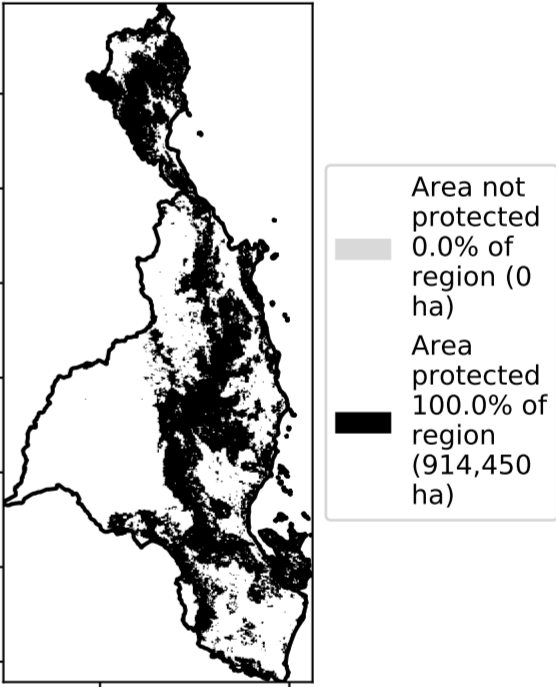 Area not
protected
0.0% of
region (0
ha)
Area
protected
100.0% of
region
(914,450
ha)